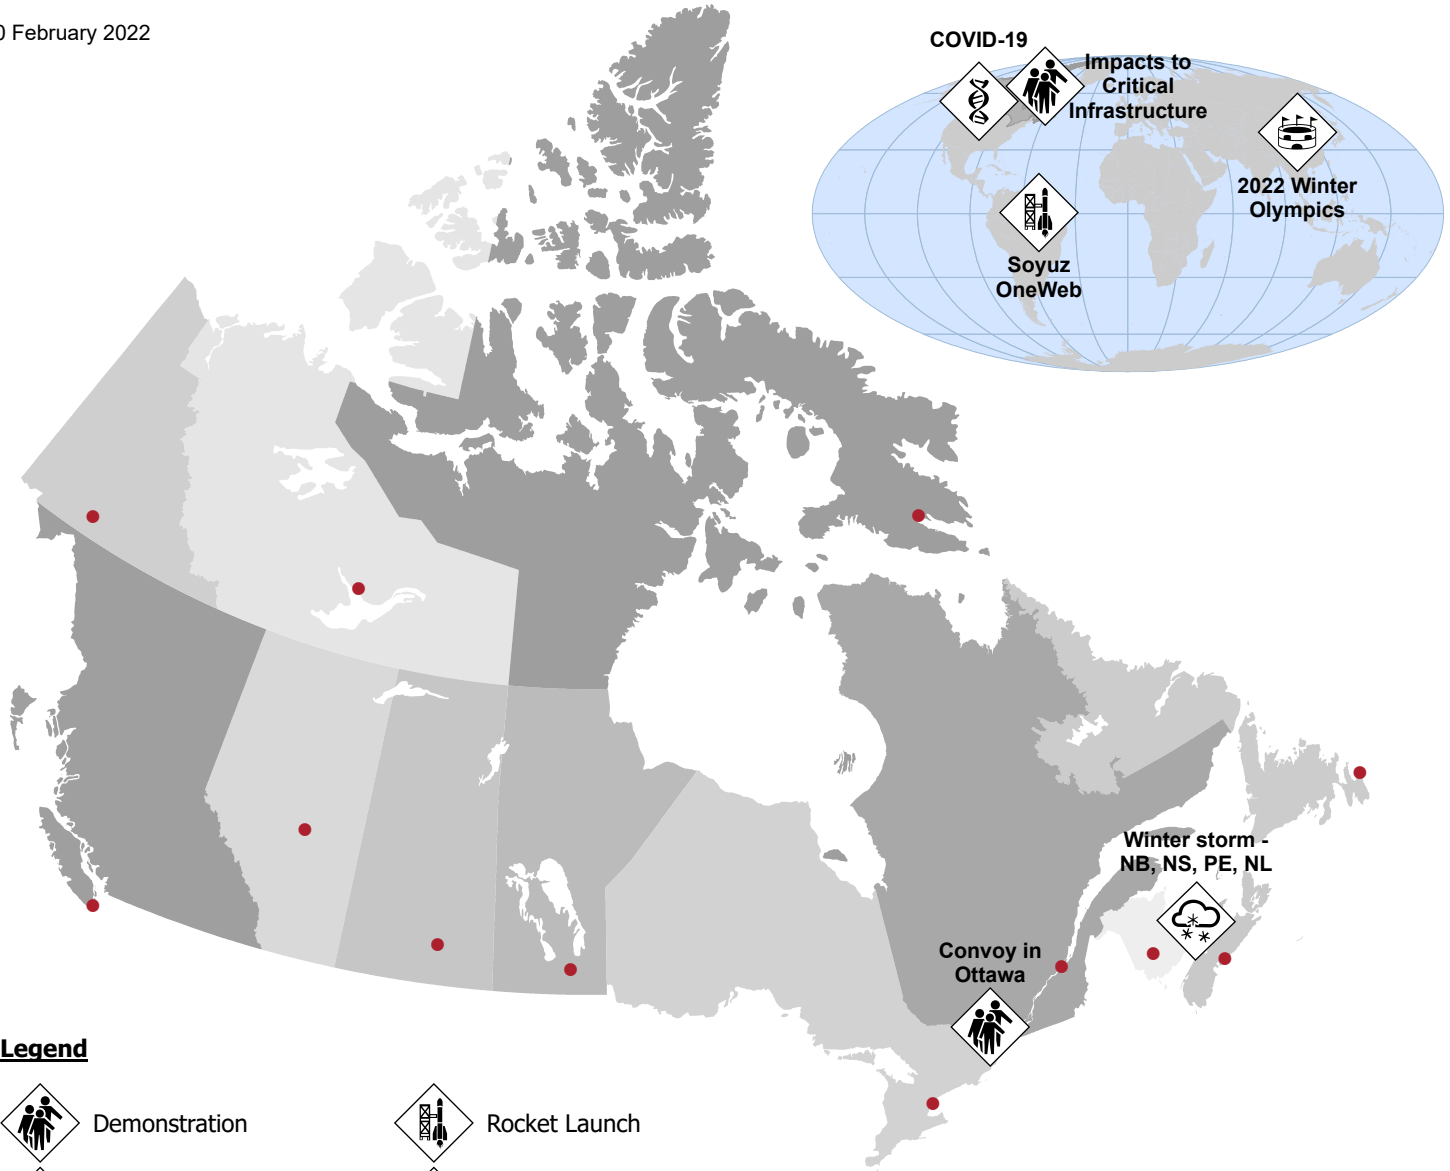 0 February 2022
COVID-19
Impacts to
Critical
Infrastructure
2022 Winter
Olympics
Soyuz
OneWeb
Winter storm -
NB, NS, PE, NL
Convoy in
Ottawa
Legend
Demonstration
Rocket Launch